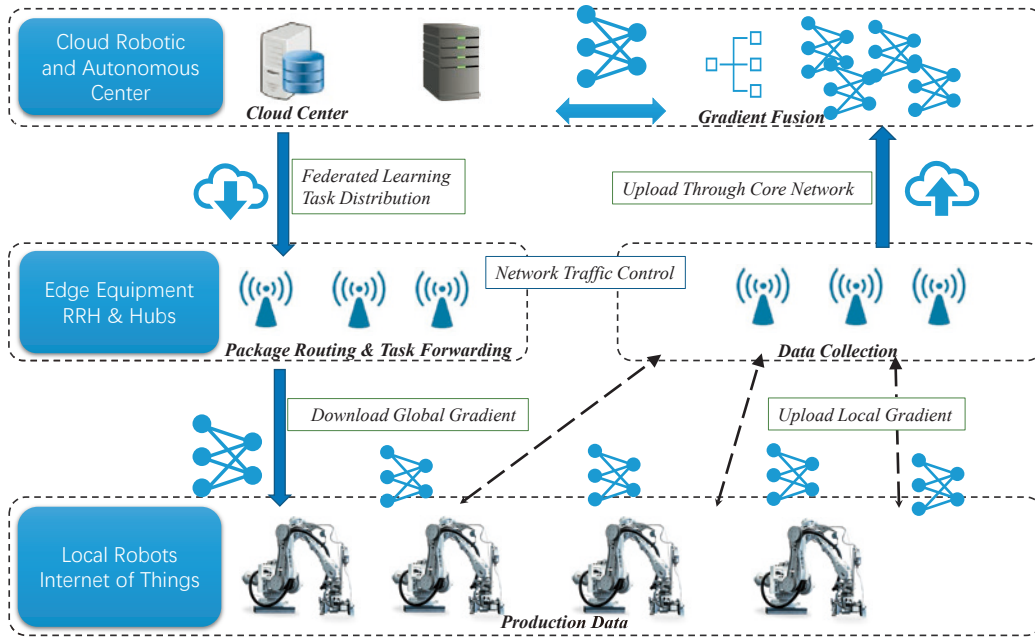 Cloud Robotic
and Autonomous
Center
Cloud Center
Gradient Fusion
Federated Learning
Task Distribution
Upload Through Core Network
Edge Equipment
RRH & Hubs
Network Traffic Control
Package Routing & Task Forwarding
Data Collection
Download Global Gradient
Upload Local Gradient
Local Robots
Internet of Things
Production Data